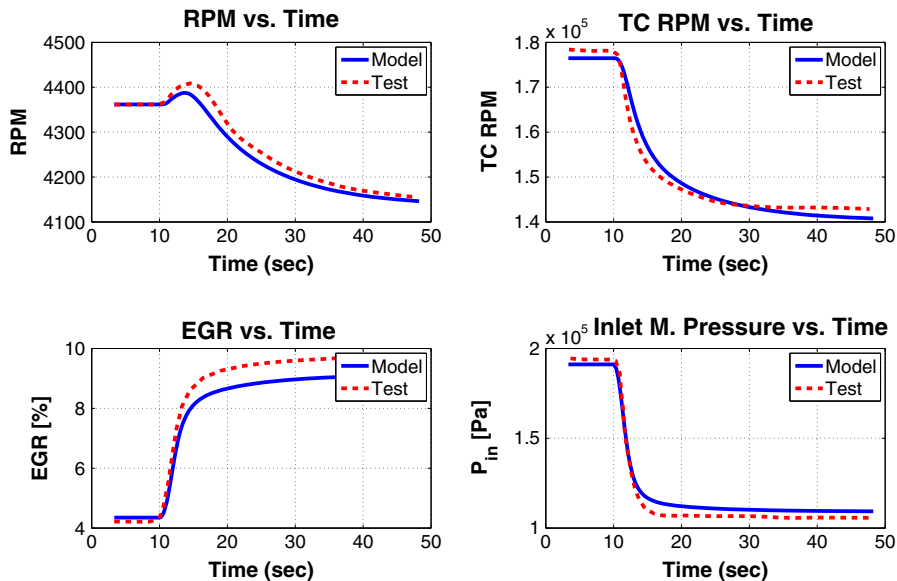 RPM vs. Time
4500
4400
4300
4200
4100
RPM
0 10 20 30 40 50
Time (sec)
Model
Test
TC RPM vs. Time
x 10^5
1.8
1.7
1.6
1.5
1.4
TC RPM
0 10 20 30 40 50
Time (sec)
Model
Test
EGR vs. Time
10
8
6
4
EGR [%]
0 10 20 30 40 50
Time (sec)
Model
Test
Inlet M. Pressure vs. Time
x 10^5
2
1.5
1
P_in [Pa]
0 10 20 30 40 50
Time (sec)
Model
Test